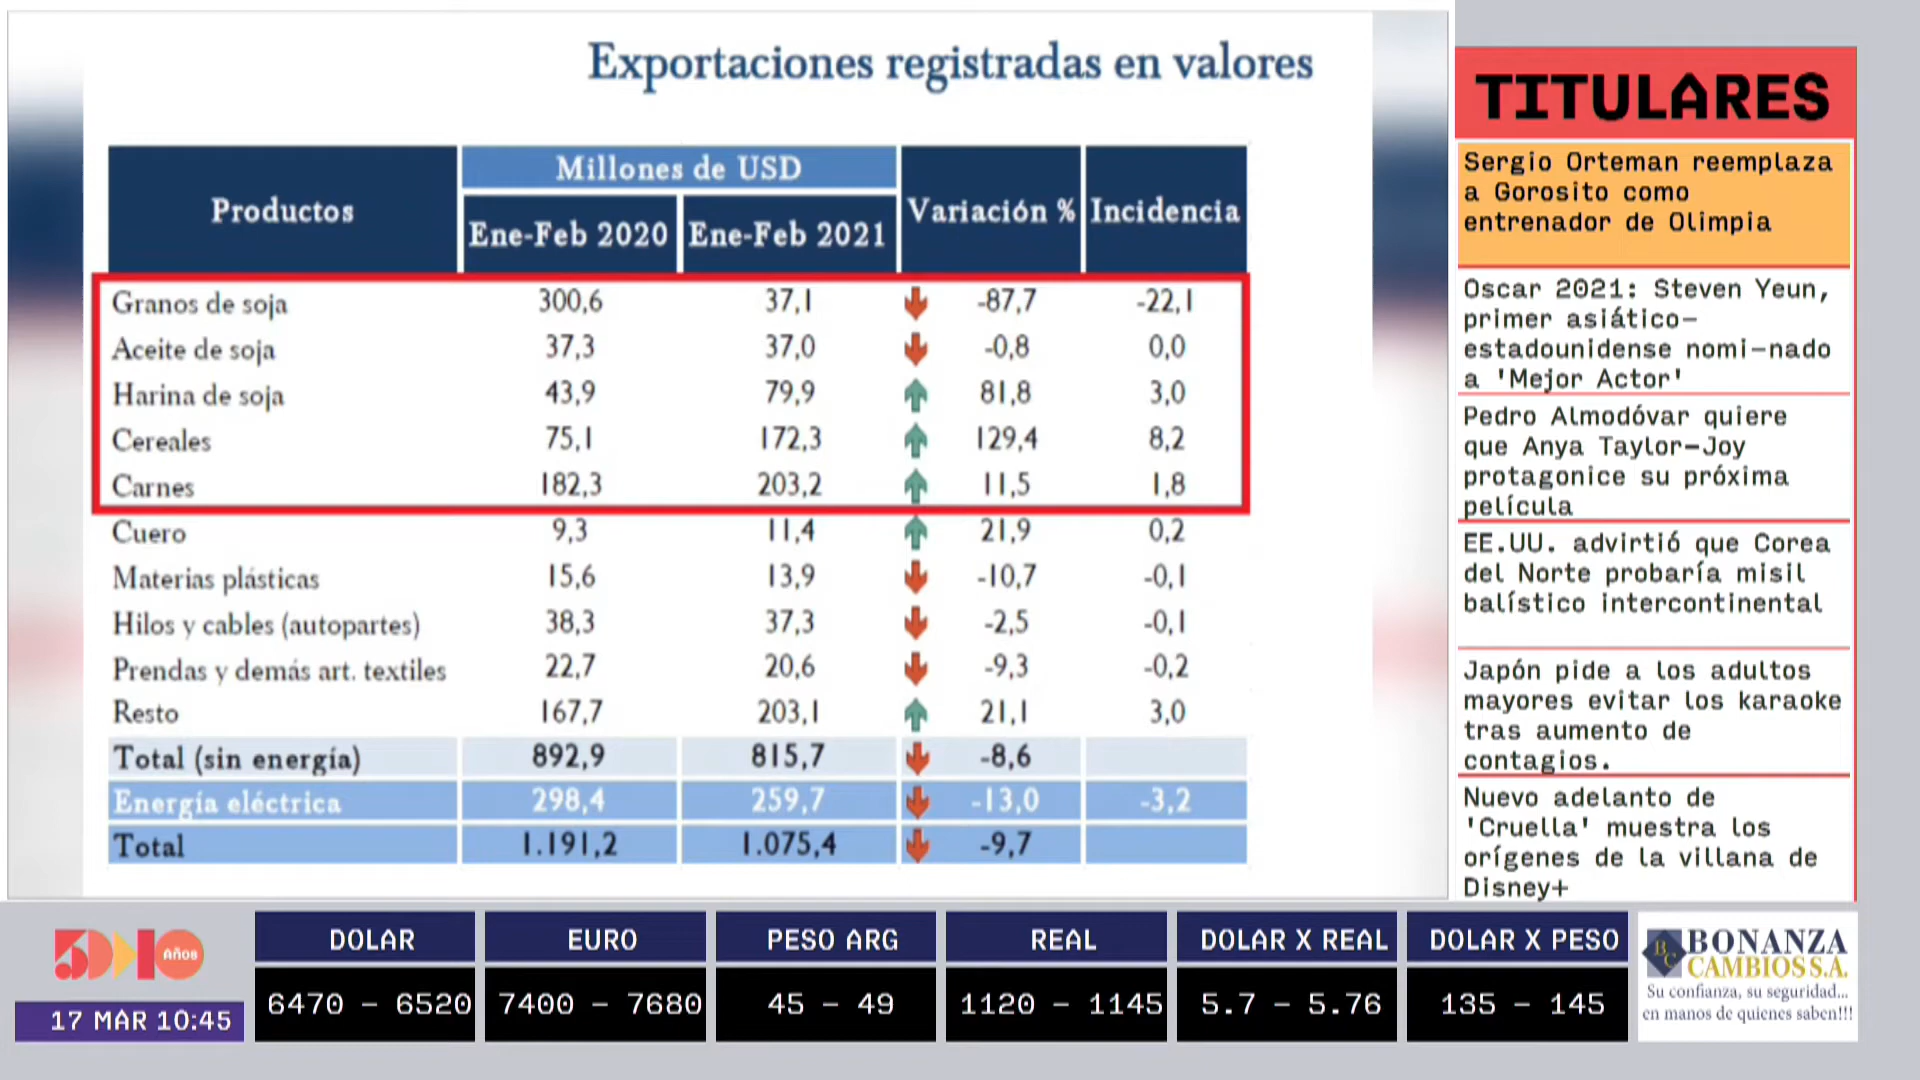 Exportaciones registradas en valores
Productos
Millones de USD
Variación %
Incidencia
Ene-Feb 2020
Ene-Feb 2021
Granos de soja 300,6 37,1 -87,7 -22,1
Aceite de soja 37,3 37,0 -0,8 0,0
Harina de soja 43,9 79,9 81,8 3,0
Cereales 75,1 172,3 129,4 8,2
Carnes 182,3 203,2 11,5 1,8
Cuero 9,3 11,4 21,9 0,2
Materias plásticas 15,6 13,9 -10,7 -0,1
Hilos y cables (autopartes) 38,3 37,3 -2,5 -0,1
Prendas y demás art. textiles 22,7 20,6 -9,3 -0,2
Resto 167,7 203,1 21,1 3,0
Total (sin energía) 892,9 815,7 -8,6
Energía eléctrica 298,4 259,7 -13,0 -3,2
Total 1.191,2 1.075,4 -9,7
TITULARES
Sergio Orteman reemplaza
a Gorosito como
entrenador de Olimpia
Oscar 2021: Steven Yeun,
primer asiático-
estadounidense nomi-nado
a 'Mejor Actor'
Pedro Almodóvar quiere
que Anya Taylor-Joy
protagonice su próxima
película
EE.UU. advirtió que Corea
del Norte probaría misil
balístico intercontinental
Japón pide a los adultos
mayores evitar los karaoke
tras aumento de
contagios.
Nuevo adelanto de
'Cruella' muestra los
orígenes de la villana de
Disney+
Años
17 MAR 10:45
DOLAR
6470 - 6520
EURO
7400 - 7680
PESO ARG
45 - 49
REAL
1120 - 1145
DOLAR X REAL
5.7 - 5.76
DOLAR X PESO
135 - 145
BC
BONANZA
CAMBIOS S.A.
Su confianza, su seguridad...
en manos de quienes saben!!!